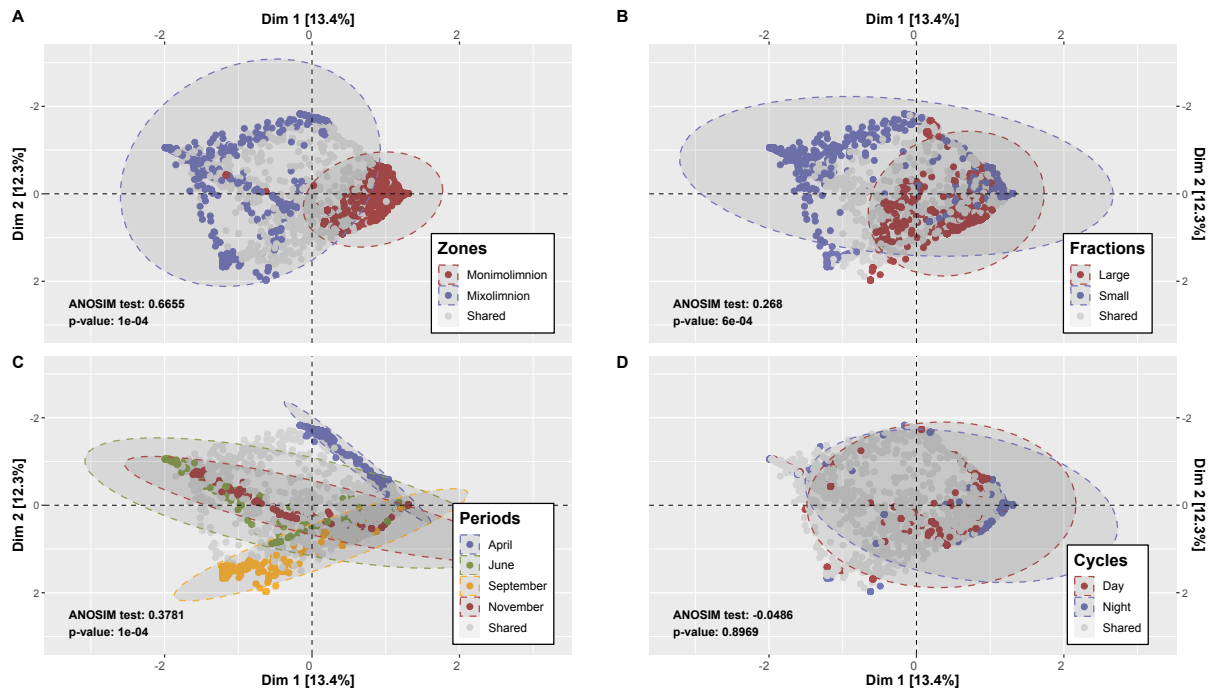 A
Dim 1 [13.4%]
-2 0 2
Dim 2 [12.3%]
-2
0
2
Zones
Monimolimnion
Mixolimnion
Shared
ANOSIM test: 0.6655
p-value: 1e-04
B
Dim 1 [13.4%]
-2 0 2
-2
0
2
Dim 2 [12.3%]
Fractions
Large
Small
Shared
ANOSIM test: 0.268
p-value: 6e-04
C
Dim 2 [12.3%]
-2
0
2
Periods
April
June
September
November
Shared
ANOSIM test: 0.3781
p-value: 1e-04
-2 0 2
Dim 1 [13.4%]
D
-2
0
2
Dim 2 [12.3%]
Cycles
Day
Night
Shared
ANOSIM test: -0.0486
p-value: 0.8969
-2 0 2
Dim 1 [13.4%]